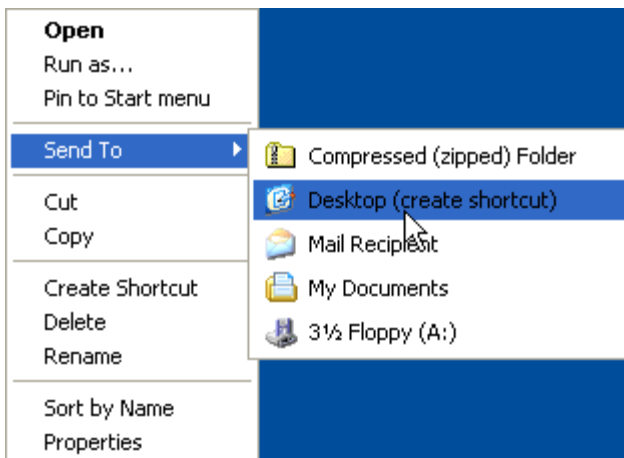 Open
Run as...
Pin to Start menu
Send To
Cut
Copy
Create Shortcut
Delete
Rename
Sort by Name
Properties
Compressed (zipped) Folder
Desktop (create shortcut)
Mail Recipient
My Documents
3½ Floppy (A:)